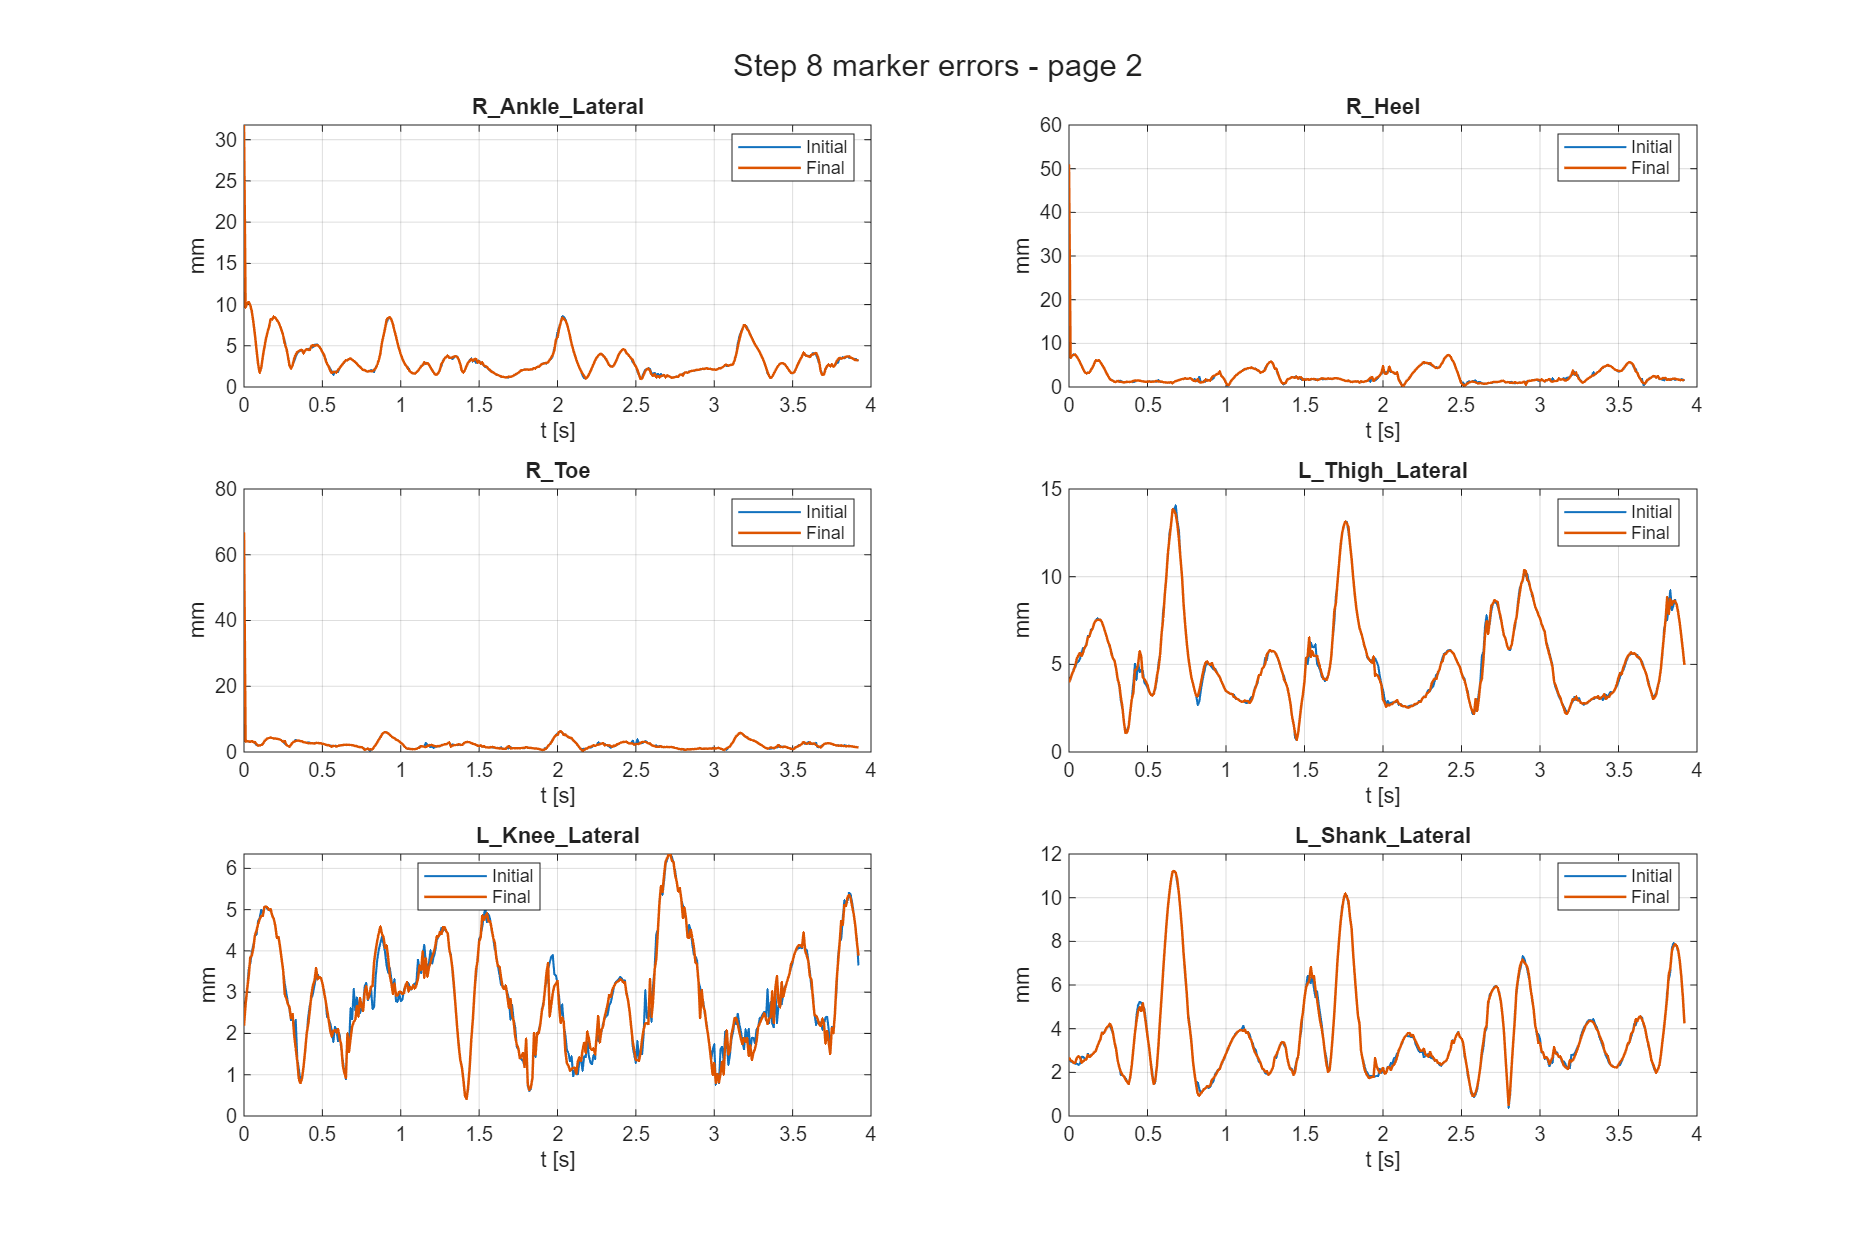 Step 8 marker errors - page 2
R_Ankle_Lateral
mm
30
25
20
15
10
5
0
0 0.5 1 1.5 2 2.5 3 3.5 4
t [s]
Initial
Final
R_Heel
mm
60
50
40
30
20
10
0
0 0.5 1 1.5 2 2.5 3 3.5 4
t [s]
Initial
Final
R_Toe
mm
80
60
40
20
0
0 0.5 1 1.5 2 2.5 3 3.5 4
t [s]
Initial
Final
L_Thigh_Lateral
mm
15
10
5
0
0 0.5 1 1.5 2 2.5 3 3.5 4
t [s]
Initial
Final
L_Knee_Lateral
mm
6
5
4
3
2
1
0
0 0.5 1 1.5 2 2.5 3 3.5 4
t [s]
Initial
Final
L_Shank_Lateral
mm
12
10
8
6
4
2
0
0 0.5 1 1.5 2 2.5 3 3.5 4
t [s]
Initial
Final